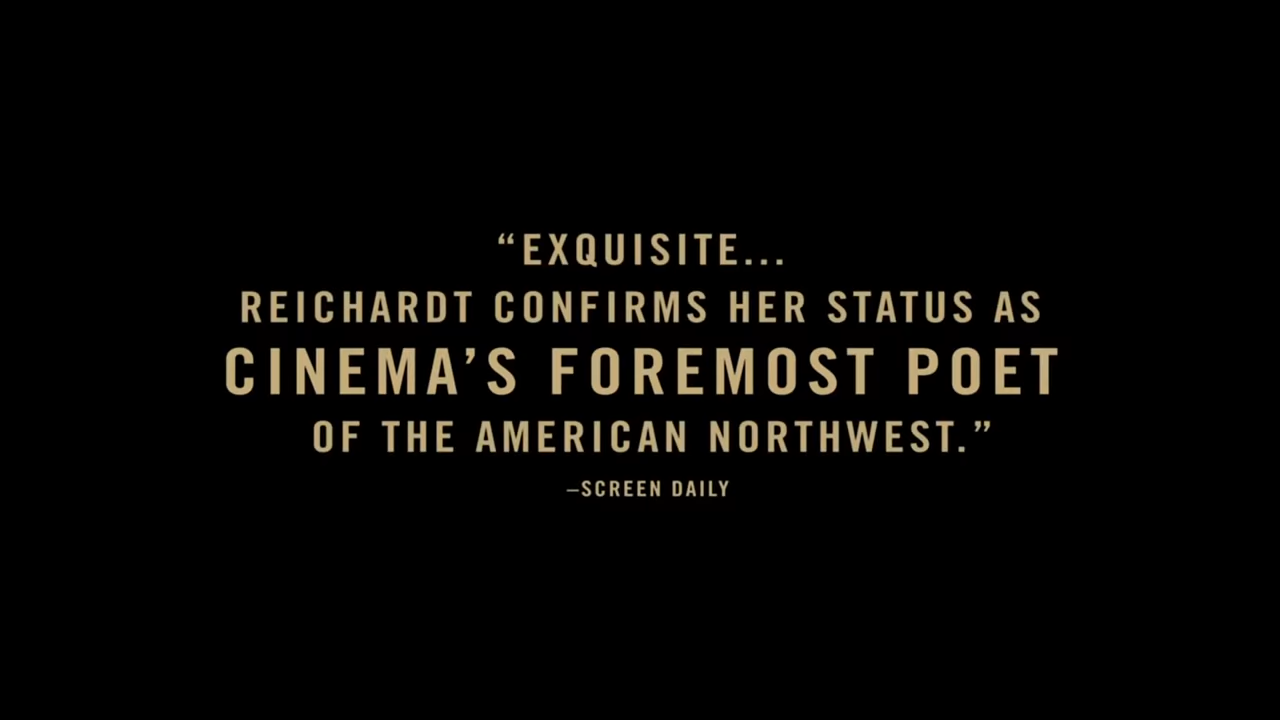 “EXQUISITE...
REICHARDT CONFIRMS HER STATUS AS
CINEMA’S FOREMOST POET
OF THE AMERICAN NORTHWEST.”
–SCREEN DAILY